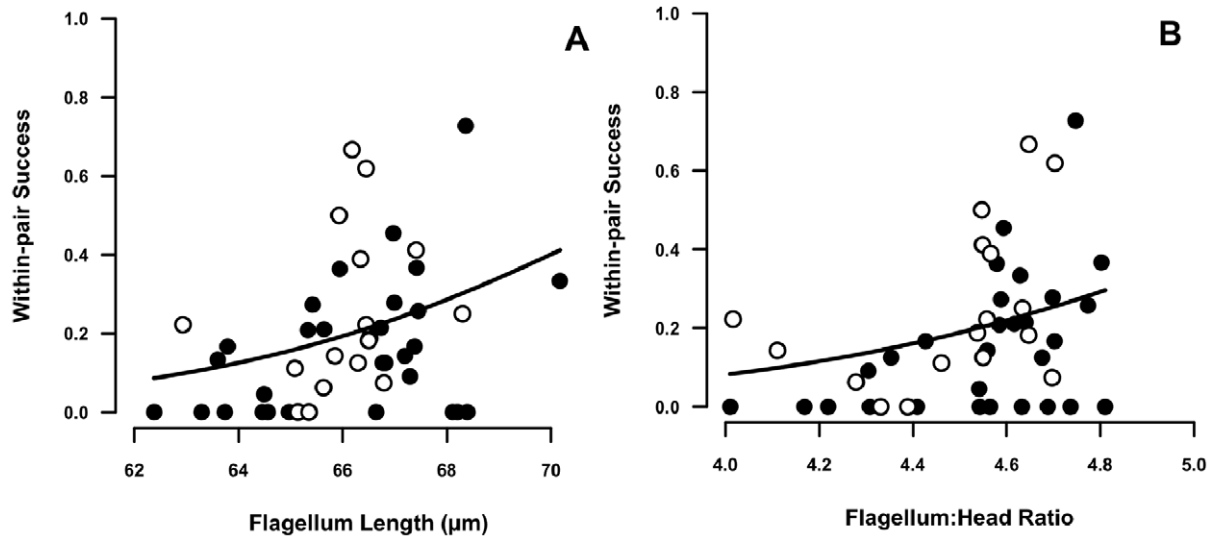 A
Within-pair Success
1.0
0.8
0.6
0.4
0.2
0.0
62 64 66 68 70
Flagellum Length (µm)
B
Within-pair Success
1.0
0.8
0.6
0.4
0.2
0.0
4.0 4.2 4.4 4.6 4.8 5.0
Flagellum:Head Ratio